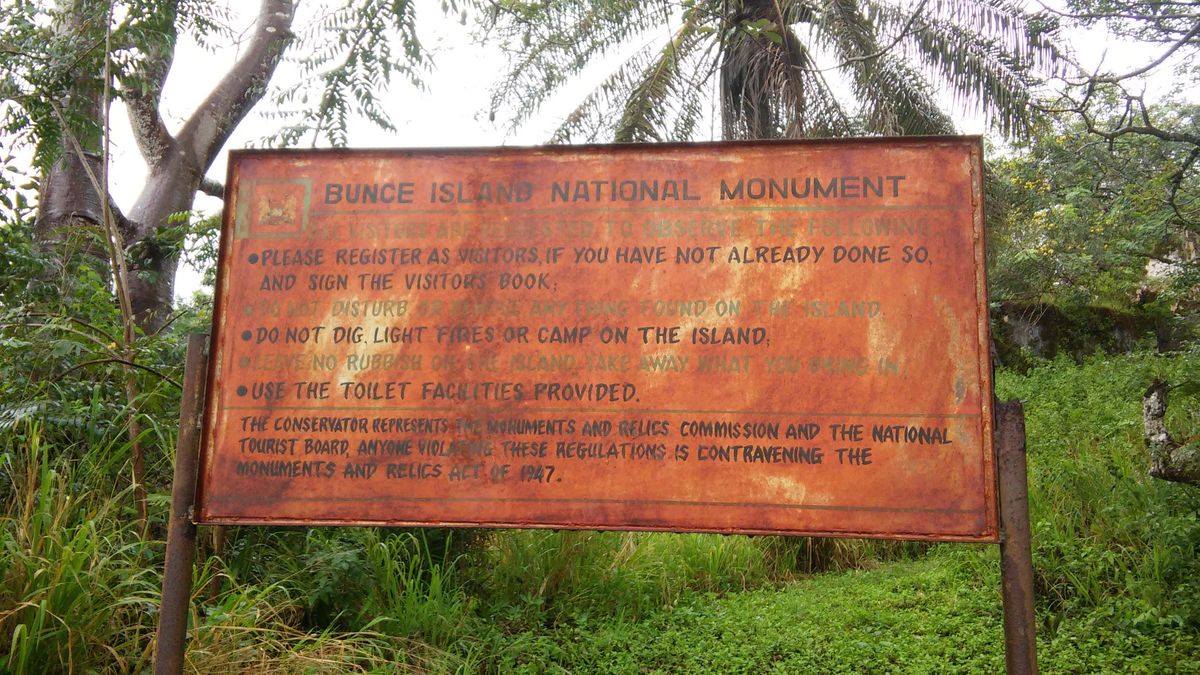 BUNCE ISLAND NATIONAL MONUMENT
ALL VISITORS ARE REQUESTED TO OBSERVE THE FOLLOWING:
• PLEASE REGISTER AS VISITORS, IF YOU HAVE NOT ALREADY DONE SO,
AND SIGN THE VISITORS BOOK;
• DO NOT DISTURB OR REMOVE ANYTHING FOUND ON THE ISLAND;
• DO NOT DIG, LIGHT FIRES OR CAMP ON THE ISLAND;
• LEAVE NO RUBBISH ON THE ISLAND, TAKE AWAY WHAT YOU BRING IN;
• USE THE TOILET FACILITIES PROVIDED.
THE CONSERVATOR REPRESENTS THE MONUMENTS AND RELICS COMMISSION AND THE NATIONAL
TOURIST BOARD, ANYONE VIOLATING THESE REGULATIONS IS CONTRAVENING THE
MONUMENTS AND RELICS ACT OF 1947.